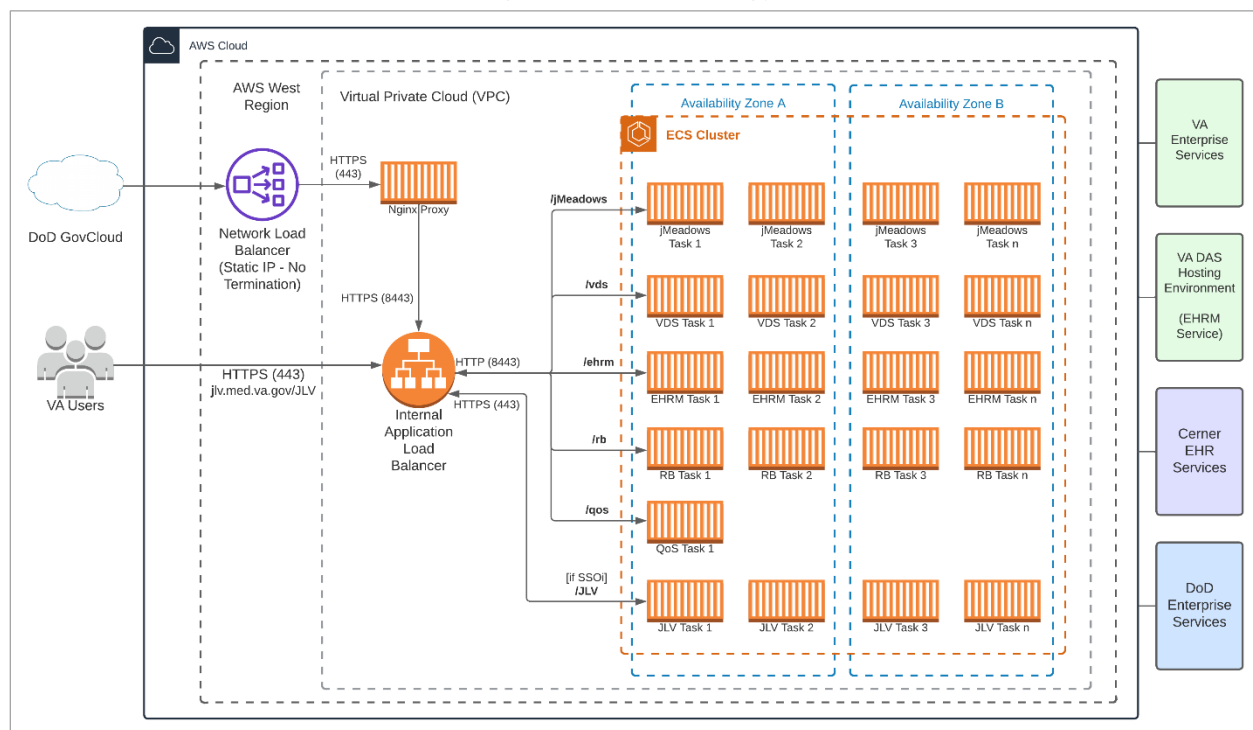 AWS Cloud
AWS West
Region
Virtual Private Cloud (VPC)
Availability Zone A
Availability Zone B
ECS Cluster
VA
Enterprise
Services
HTTPS
(443)
Nginx Proxy
DoD GovCloud
Network Load
Balancer
(Static IP - No
Termination)
/jMeadows
jMeadows
Task 1
jMeadows
Task 2
jMeadows
Task 3
jMeadows
Task n
VA DAS
Hosting
Environment
(EHRM
Service)
HTTPS (8443)
/vds
VDS Task 1
VDS Task 2
VDS Task 3
VDS Task n
VA Users
HTTPS (443)
jlv.med.va.gov/JLV
HTTP (8443)
HTTPS (443)
Internal
Application
Load
Balancer
/ehrm
EHRM Task 1
EHRM Task 2
EHRM Task 3
EHRM Task n
Cerner
EHR
Services
/rb
RB Task 1
RB Task 2
RB Task 3
RB Task n
/qos
QoS Task 1
[if SSOi]
/JLV
JLV Task 1
JLV Task 2
JLV Task 3
JLV Task n
DoD
Enterprise
Services